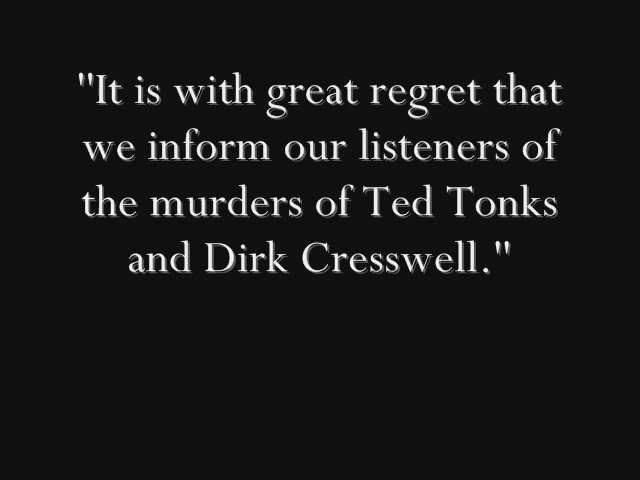 "It is with great regret that
we inform our listeners of
the murders of Ted Tonks
and Dirk Cresswell."